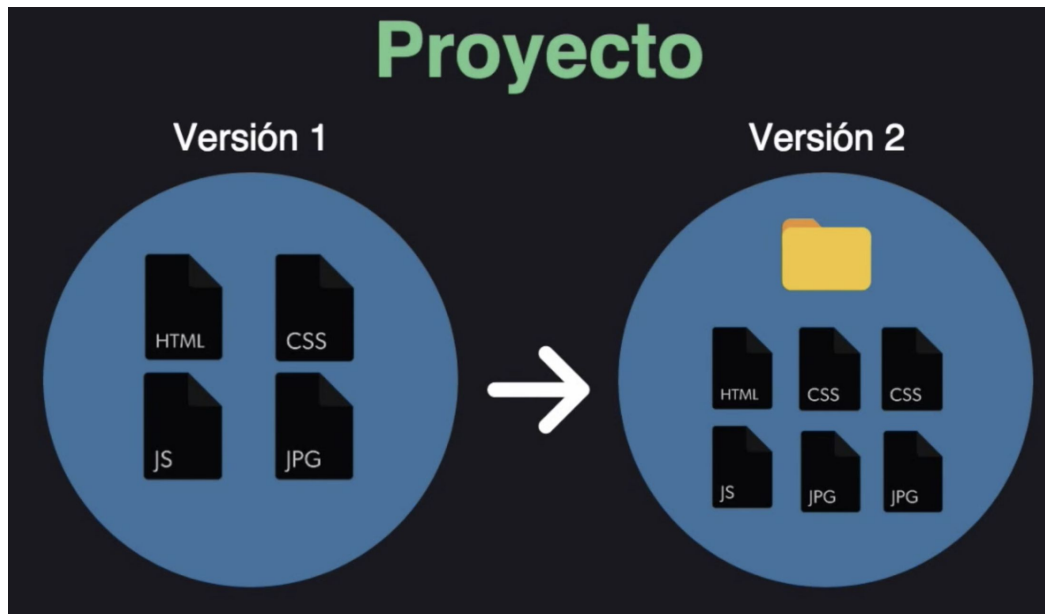 Proyecto
Versión 1
Versión 2
HTML
CSS
JS
JPG
HTML
CSS
CSS
JS
JPG
JPG